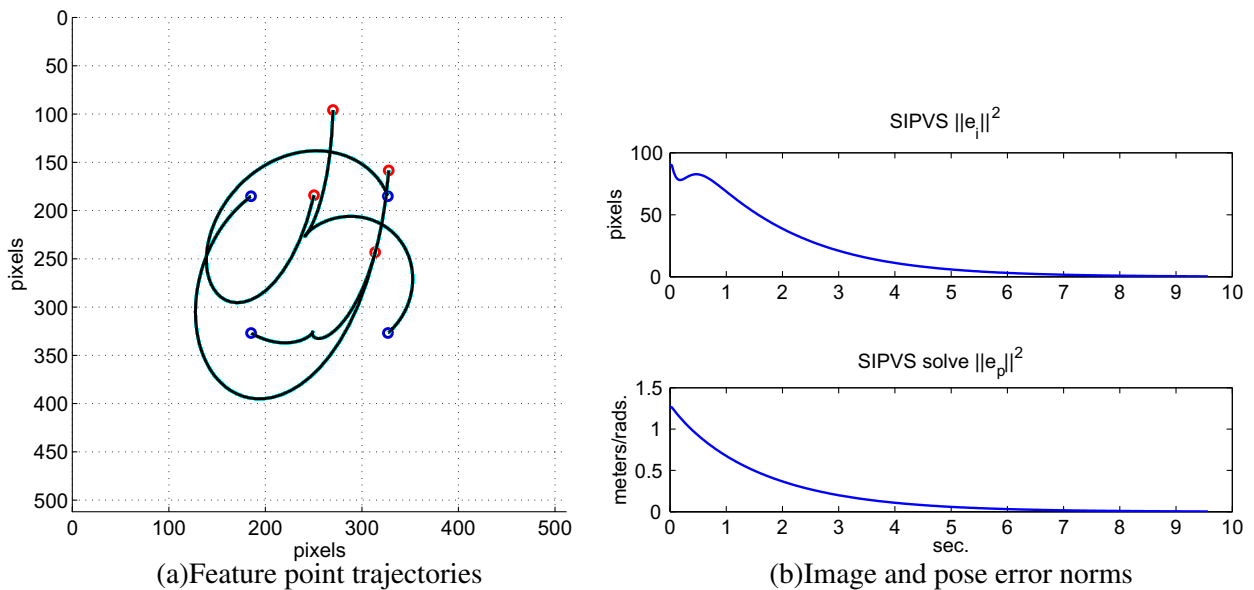 0
50
100
150
200
250
300
350
400
450
500
pixels
0 100 200 300 400 500
pixels
(a)Feature point trajectories
SIPVS ||e_i||^2
100
50
0
pixels
0 1 2 3 4 5 6 7 8 9 10
SIPVS solve ||e_p||^2
1.5
1
0.5
0
meters/rads.
0 1 2 3 4 5 6 7 8 9 10
sec.
(b)Image and pose error norms